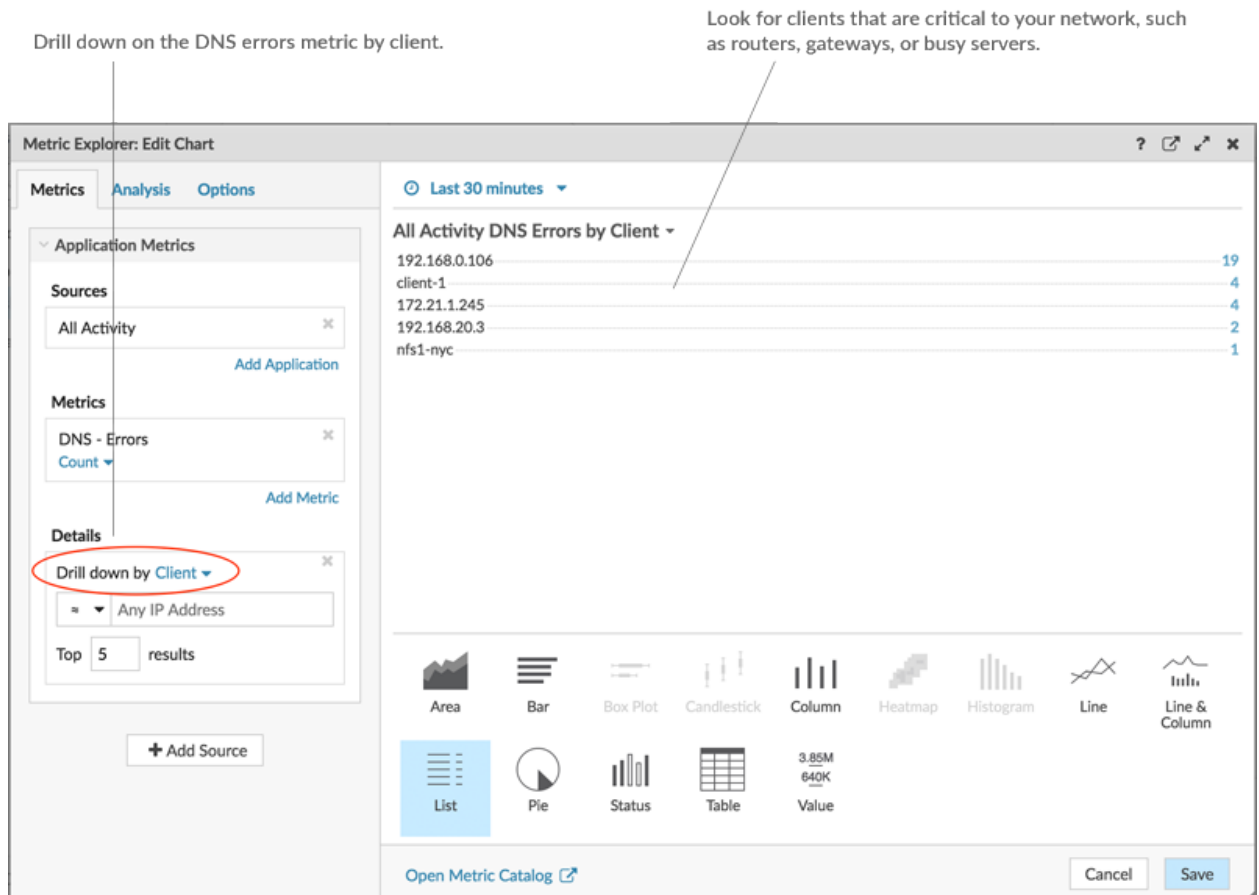 Drill down on the DNS errors metric by client.
Look for clients that are critical to your network, such
as routers, gateways, or busy servers.
Metric Explorer: Edit Chart
?
Metrics Analysis Options
Application Metrics
Sources
All Activity
Add Application
Metrics
DNS - Errors
Count
Add Metric
Details
Drill down by Client
≈ Any IP Address
Top 5 results
+ Add Source
Last 30 minutes
All Activity DNS Errors by Client
192.168.0.106 19
client-1 4
172.21.1.245 4
192.168.20.3 2
nfs1-nyc 1
Area Bar Box Plot Candlestick Column Heatmap Histogram Line Line &
Column
3.85M
640K
List Pie Status Table Value
Open Metric Catalog
Cancel Save